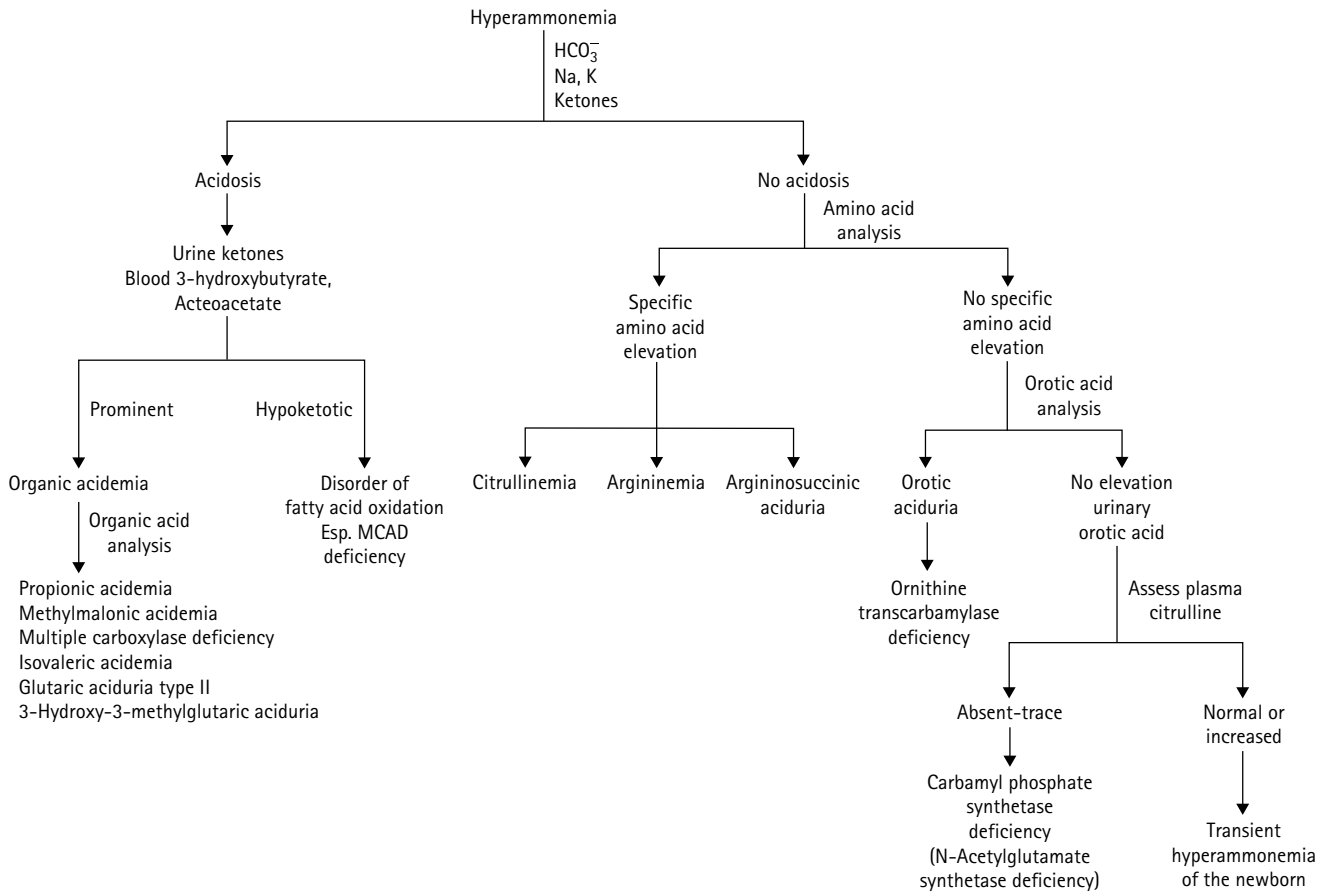 Hyperammonemia
HCO₃⁻
Na, K
Ketones
Acidosis
No acidosis
Amino acid
analysis
Urine ketones
Blood 3-hydroxybutyrate,
Acteoacetate
Specific
amino acid
elevation
No specific
amino acid
elevation
Prominent
Hypoketotic
Orotic acid
analysis
Organic acidemia
Organic acid
analysis
Disorder of
fatty acid oxidation
Esp. MCAD
deficiency
Citrullinemia
Argininemia
Argininosuccinic
aciduria
Orotic
aciduria
No elevation
urinary
orotic acid
Propionic acidemia
Methylmalonic acidemia
Multiple carboxylase deficiency
Isovaleric acidemia
Glutaric aciduria type II
3-Hydroxy-3-methylglutaric aciduria
Ornithine
transcarbamylase
deficiency
Assess plasma
citrulline
Absent-trace
Normal or
increased
Carbamyl phosphate
synthetase
deficiency
(N-Acetylglutamate
synthetase deficiency)
Transient
hyperammonemia
of the newborn